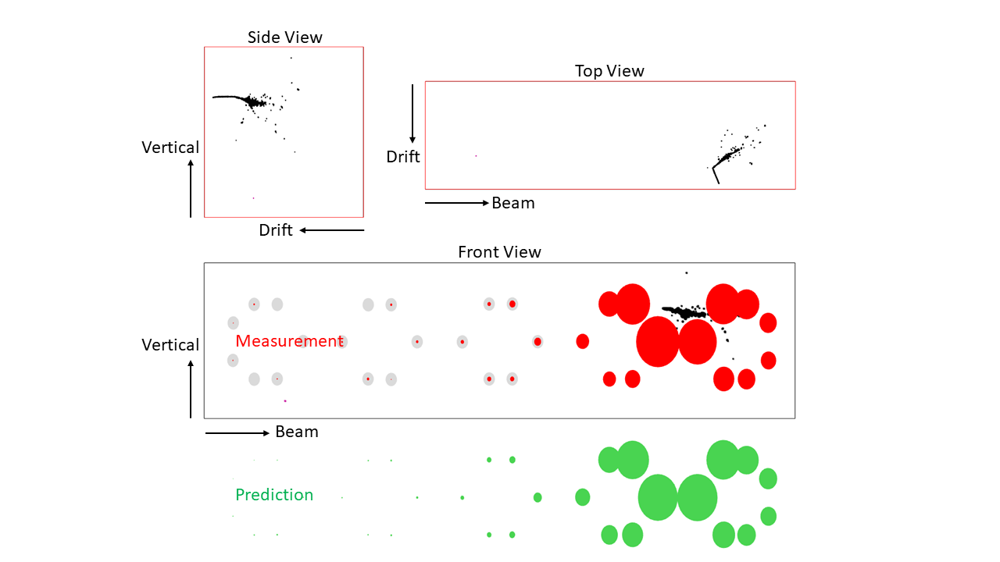 Side View
Top View
Vertical
Drift
Beam
Drift
Front View
Vertical
Measurement
Beam
Prediction